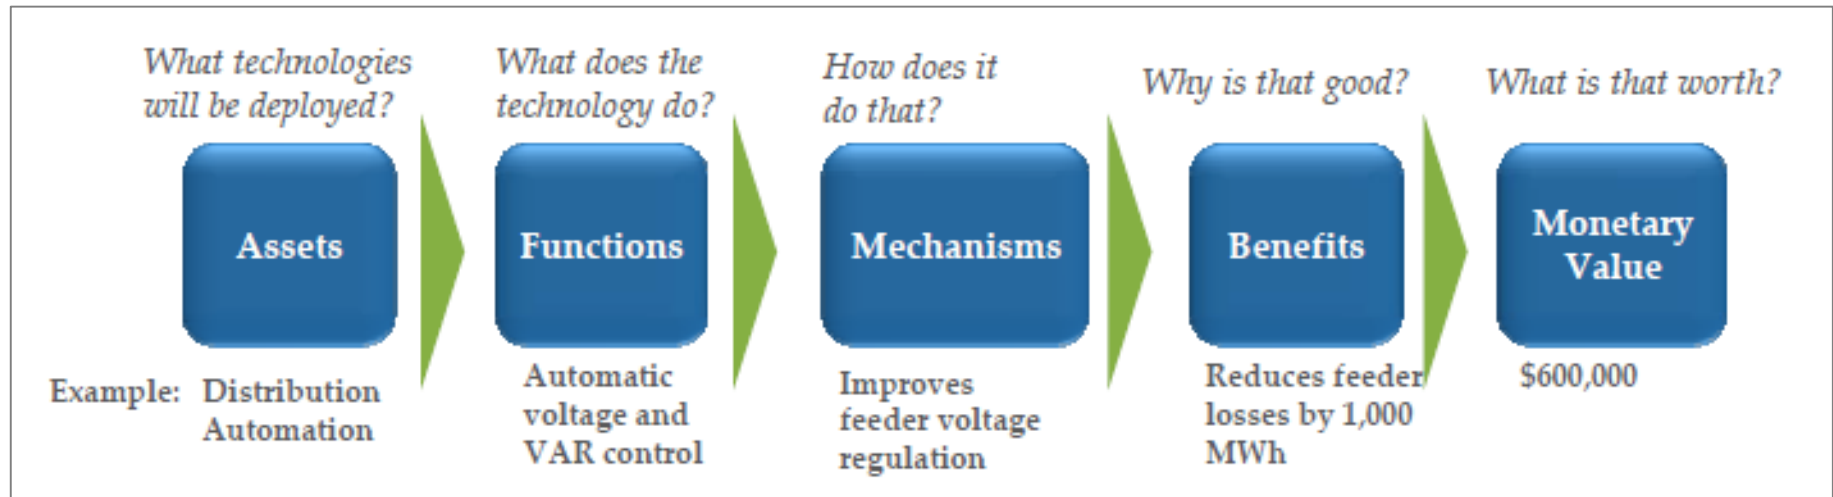 What technologies
will be deployed?
What does the
technology do?
How does it
do that?
Why is that good?
What is that worth?
Assets
Functions
Mechanisms
Benefits
Monetary
Value
Example:
Distribution
Automation
Automatic
voltage and
VAR control
Improves
feeder voltage
regulation
Reduces feeder
losses by 1,000
MWh
$600,000